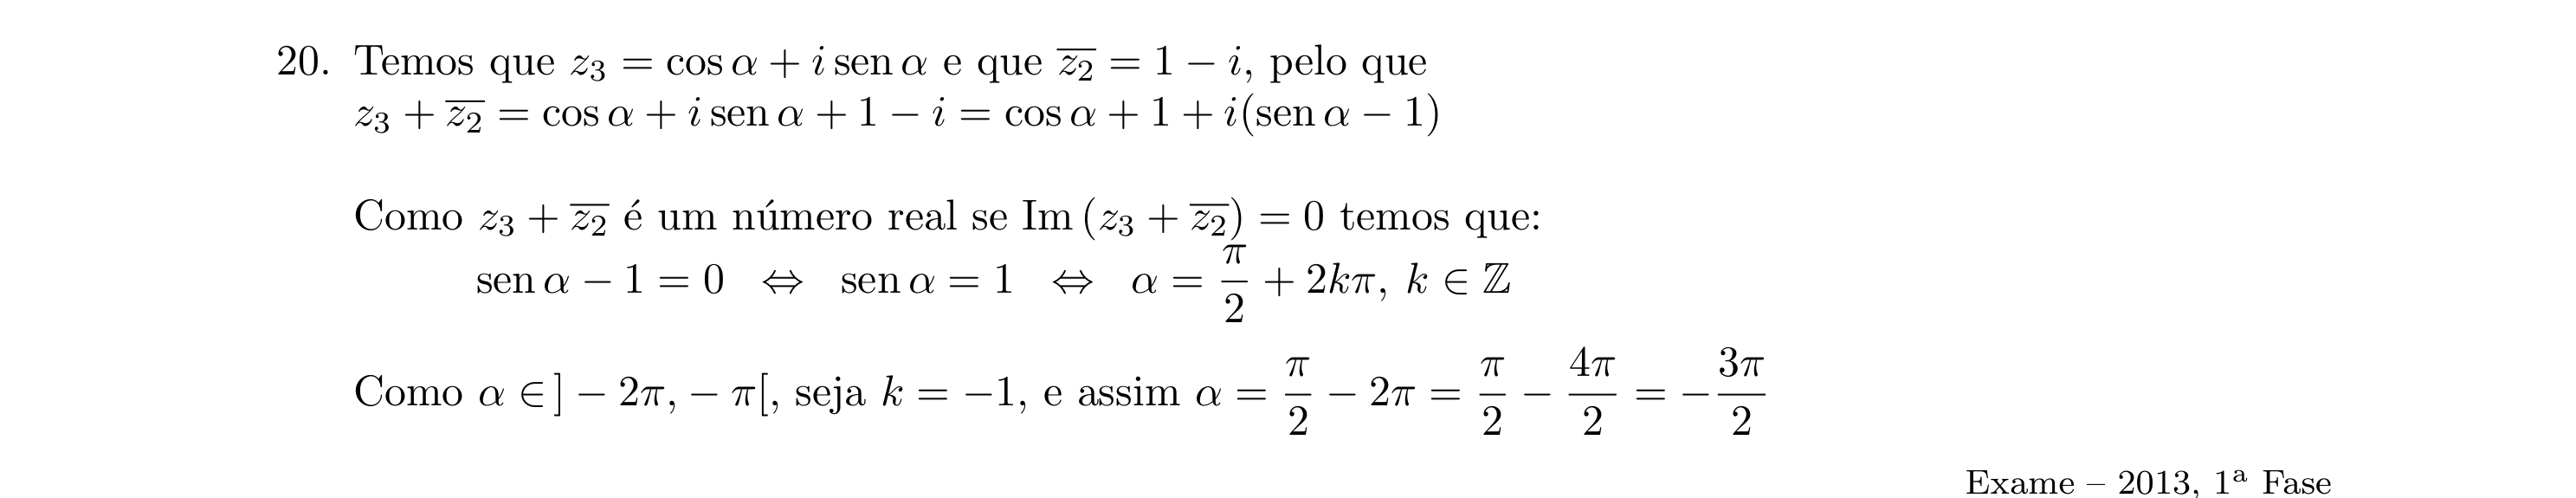 20. Temos que z₃ = cos α + i sen α e que z̅₂̅ = 1 − i, pelo que
z₃ + z̅₂̅ = cos α + i sen α + 1 − i = cos α + 1 + i(sen α − 1)
Como z₃ + z̅₂̅ é um número real se Im (z₃ + z̅₂̅) = 0 temos que:
sen α − 1 = 0 ⇔ sen α = 1 ⇔ α = π/2 + 2kπ, k ∈ ℤ
Como α ∈ ] − 2π, − π[, seja k = −1, e assim α = π/2 − 2π = π/2 − 4π/2 = −3π/2
Exame – 2013, 1ª Fase